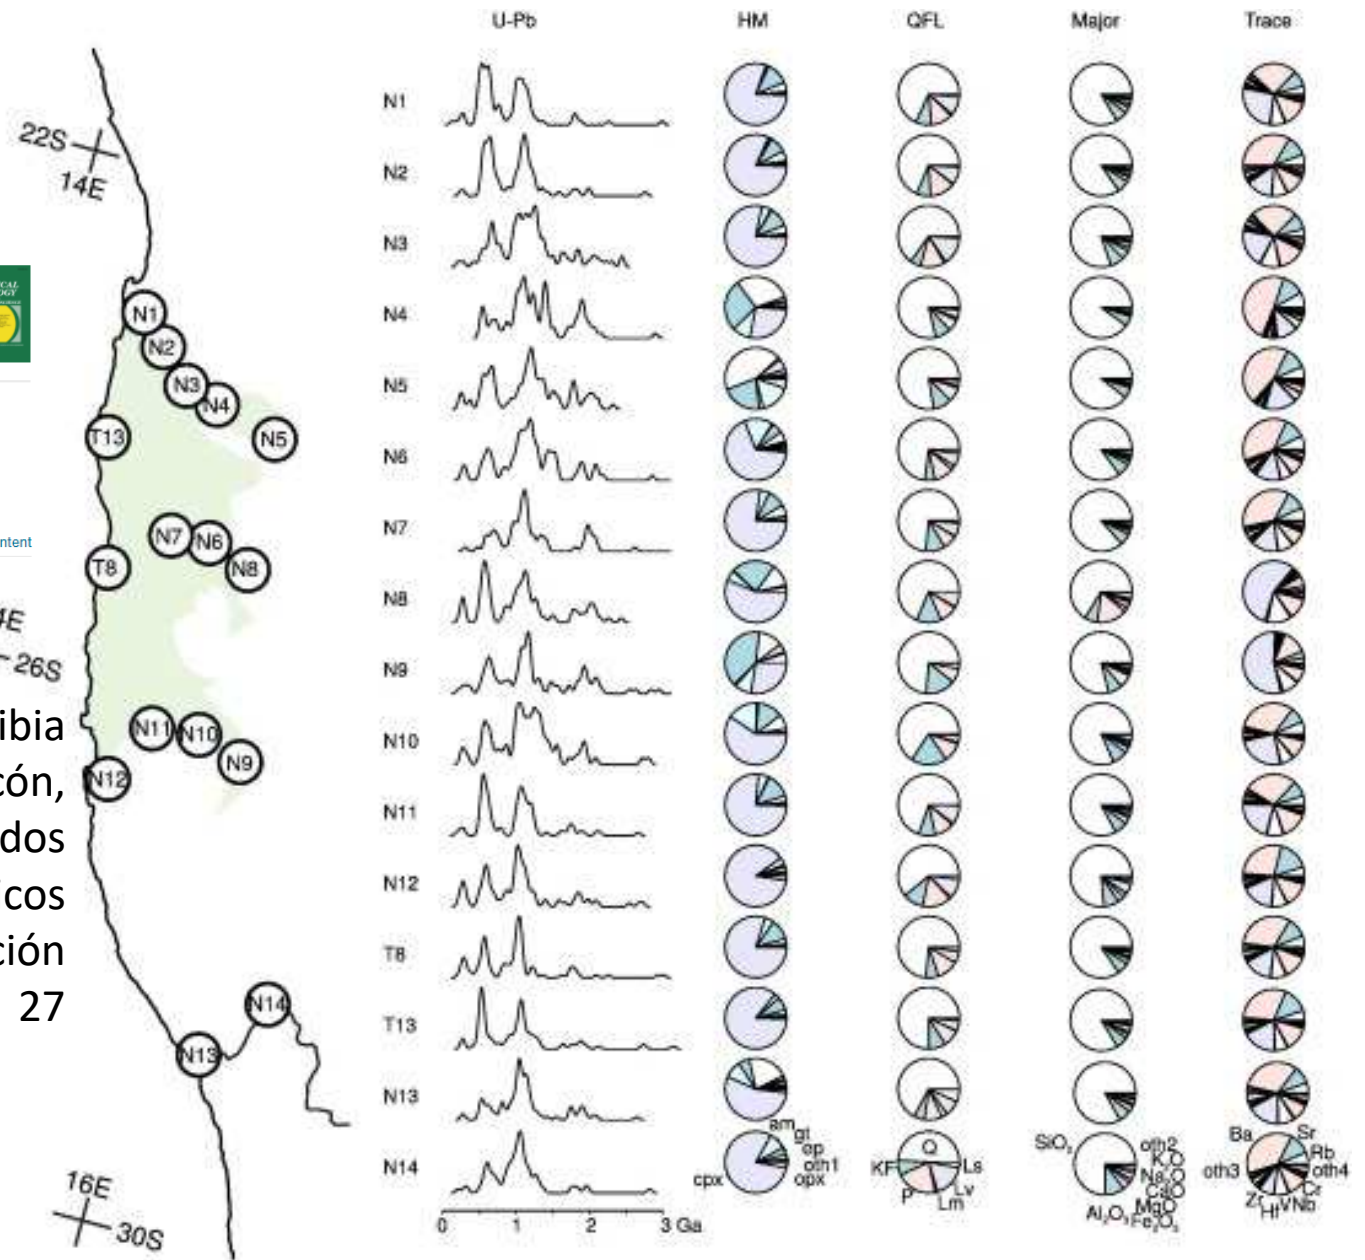 U-Pb HM QFL Major Trace
22S
14E
N1
N2
N3
N4
N5
T13
N7
N6
N8
T8
26S
N11
N10
N9
N12
N14
N13
16E
30S
ntent
ibia
cón,
dos
icos
ción
27
N1
N2
N3
N4
N5
N6
N7
N8
N9
N10
N11
N12
T8
T13
N13
N14
0 1 2 3 Ga
am
gt
ep
oth1
opx
cpx
Q
KF
Ls
P
Lv
Lm
SiO₂
oth2
K₂O
Na₂O
CaO
MgO
Al₂O₃
Fe₂O₃
Ba
Sr
Rb
oth3
oth4
Zr
Hf
V
Nb
Cr